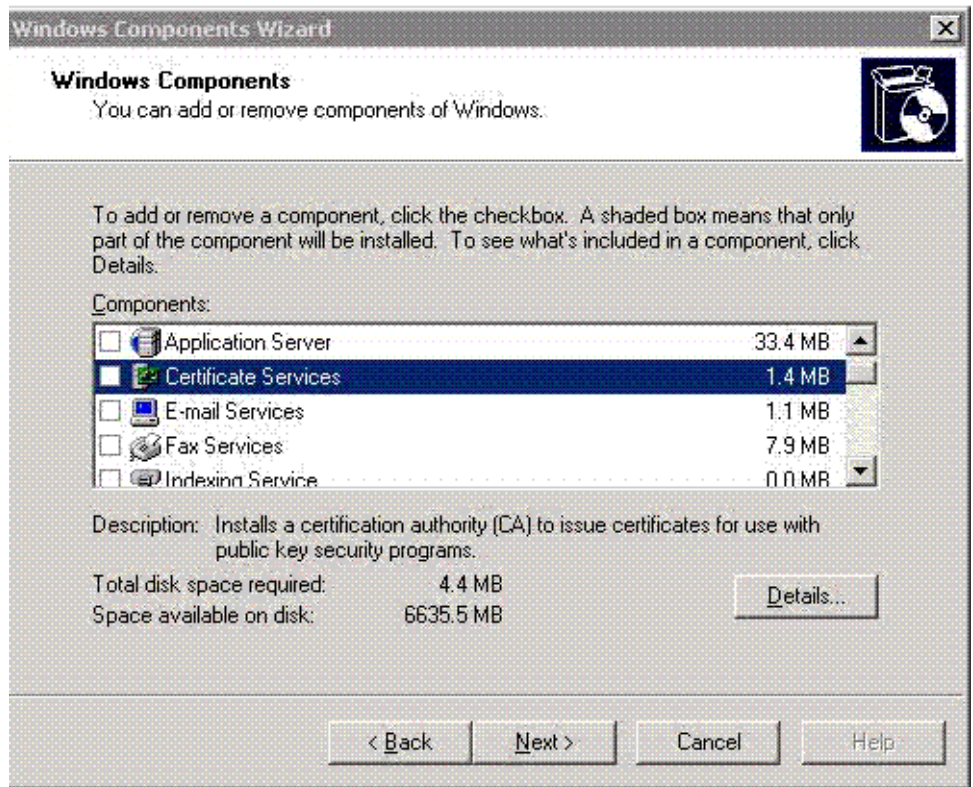 Windows Components Wizard
Windows Components
You can add or remove components of Windows.
To add or remove a component, click the checkbox. A shaded box means that only
part of the component will be installed. To see what's included in a component, click
Details.
Components:
Application Server 33.4 MB
Certificate Services 1.4 MB
E-mail Services 1.1 MB
Fax Services 7.9 MB
Indexing Service 0.0 MB
Description: Installs a certification authority (CA) to issue certificates for use with
public key security programs.
Total disk space required: 4.4 MB
Space available on disk: 6635.5 MB
Details...
< Back Next > Cancel Help